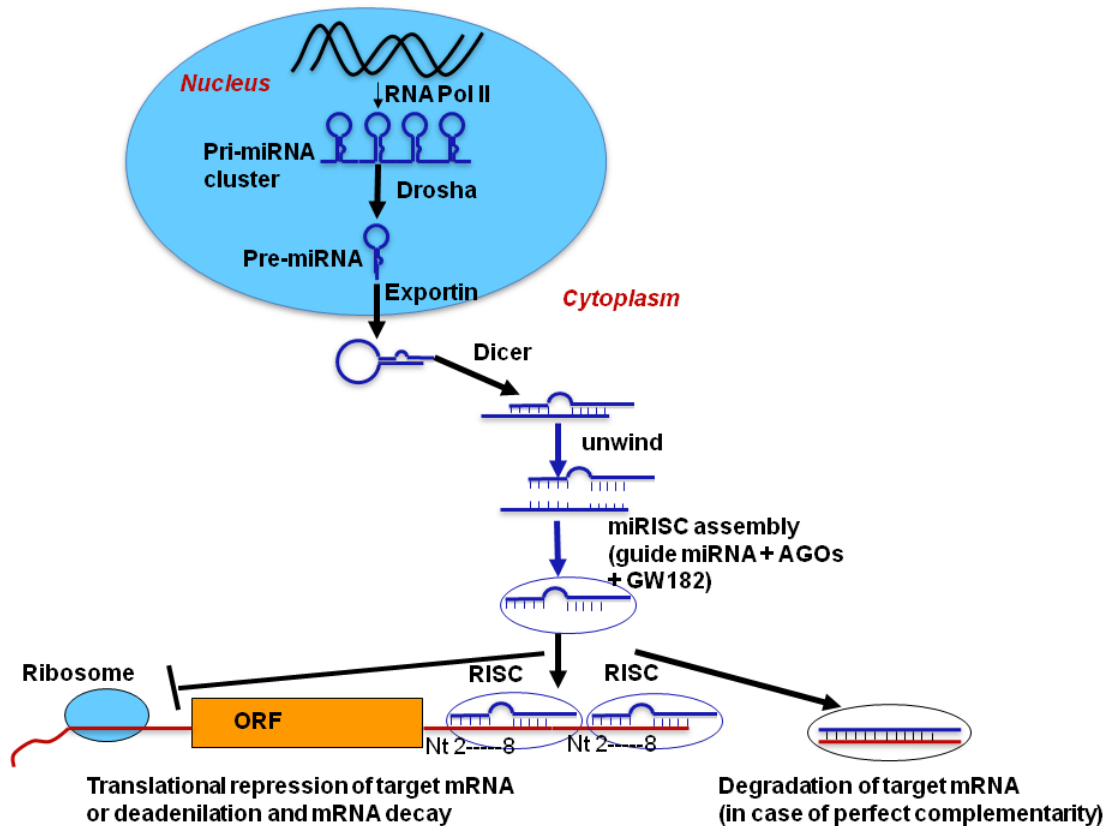 Nucleus
RNA Pol II
Pri-miRNA
cluster
Drosha
Pre-miRNA
Exportin
Cytoplasm
Dicer
unwind
miRISC assembly
(guide miRNA + AGOs
+ GW182)
Ribosome
RISC
RISC
ORF
Nt 2-----8
Nt 2-----8
Translational repression of target mRNA
or deadenilation and mRNA decay
Degradation of target mRNA
(in case of perfect complementarity)